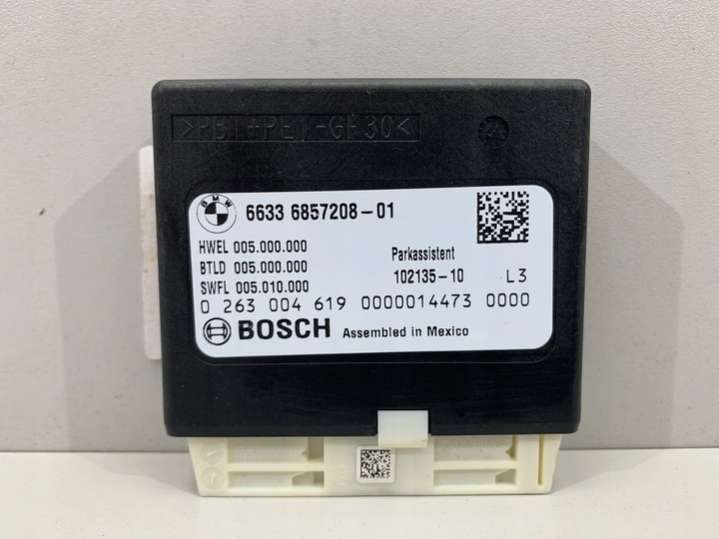 >PBT+PET-GF30<
BMW
6633 6857208-01
HWEL 005.000.000
BTLD 005.000.000
SWFL 005.010.000
Parkassistent
102135-10 L3
0 263 004 619 0000014473 0000
BOSCH Assembled in Mexico